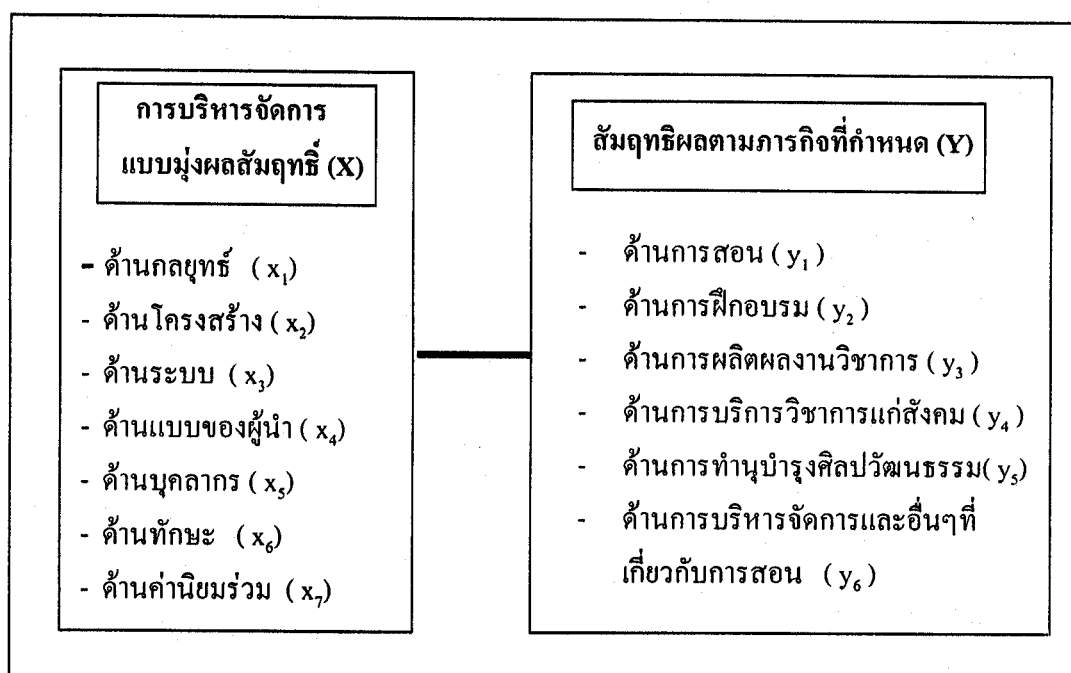 การบริหารจัดการ
แบบมุ่งผลสัมฤทธิ์ (X)
- ด้านกลยุทธ์ (x₁)
- ด้านโครงสร้าง (x₂)
- ด้านระบบ (x₃)
- ด้านแบบของผู้นำ (x₄)
- ด้านบุคลากร (x₅)
- ด้านทักษะ (x₆)
- ด้านค่านิยมร่วม (x₇)
สัมฤทธิผลตามภารกิจที่กำหนด (Y)
- ด้านการสอน (y₁)
- ด้านการฝึกอบรม (y₂)
- ด้านการผลิตผลงานวิชาการ (y₃)
- ด้านการบริการวิชาการแก่สังคม (y₄)
- ด้านการทำนุบำรุงศิลปวัฒนธรรม (y₅)
- ด้านการบริหารจัดการและอื่นๆที่
เกี่ยวกับการสอน (y₆)